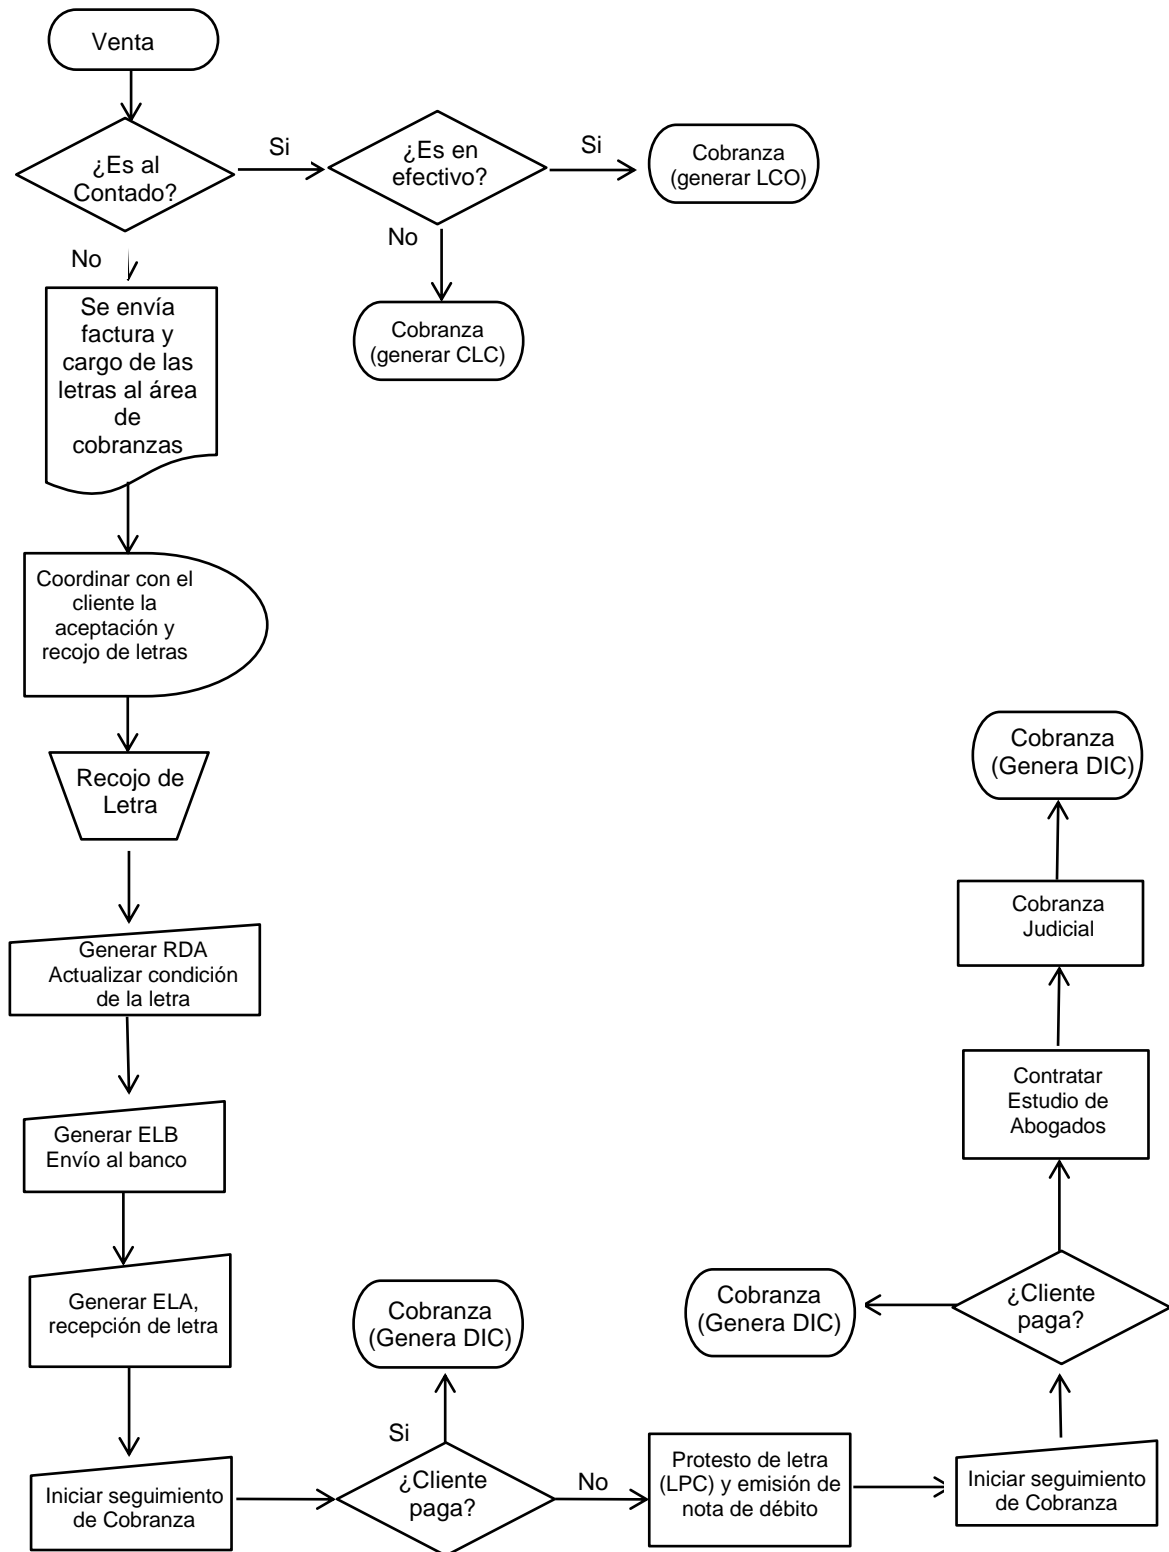 Venta
¿Es al
Contado?
Si
¿Es en
efectivo?
Si
Cobranza
(generar LCO)
No
Cobranza
(generar CLC)
No
Se envía
factura y
cargo de las
letras al área
de
cobranzas
Coordinar con el
cliente la
aceptación y
recojo de letras
Recojo de
Letra
Generar RDA
Actualizar condición
de la letra
Generar ELB
Envío al banco
Generar ELA,
recepción de letra
Iniciar seguimiento
de Cobranza
¿Cliente
paga?
Si
Cobranza
(Genera DIC)
No
Protesto de letra
(LPC) y emisión de
nota de débito
Iniciar seguimiento
de Cobranza
¿Cliente
paga?
Cobranza
(Genera DIC)
Contratar
Estudio de
Abogados
Cobranza
Judicial
Cobranza
(Genera DIC)